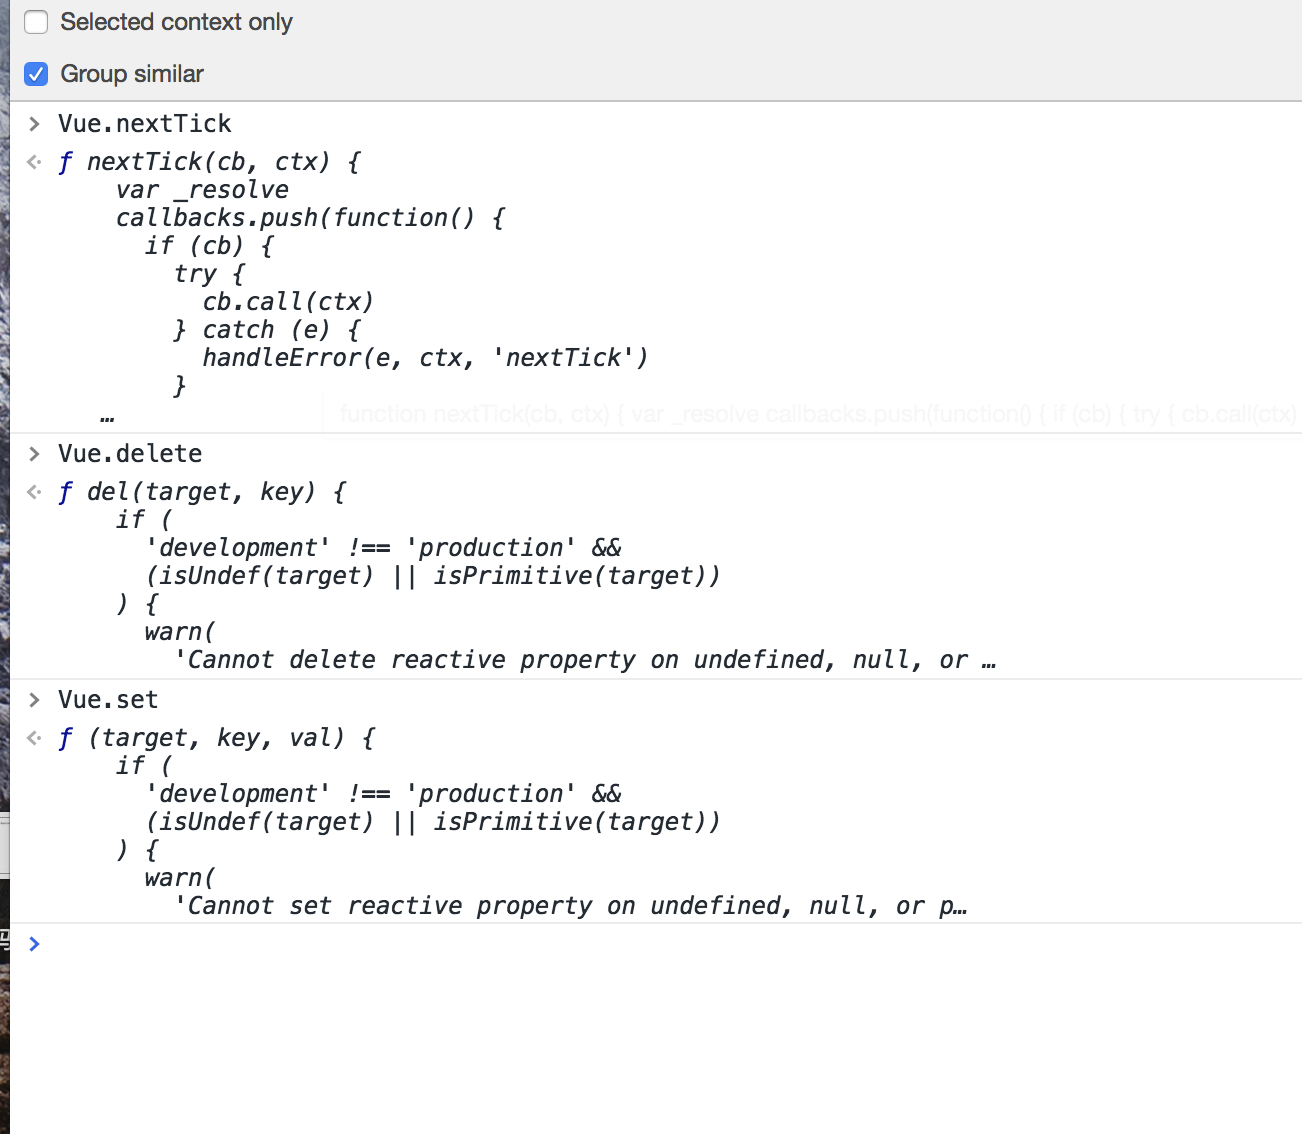 Selected context only
Group similar
> Vue.nextTick
<· ƒ nextTick(cb, ctx) {
    var _resolve
    callbacks.push(function() {
      if (cb) {
        try {
          cb.call(ctx)
        } catch (e) {
          handleError(e, ctx, 'nextTick')
        }
…
function nextTick(cb, ctx) { var _resolve callbacks.push(function() { if (cb) { try { cb.call(ctx)
> Vue.delete
<· ƒ del(target, key) {
    if (
      'development' !== 'production' &&
      (isUndef(target) || isPrimitive(target))
    ) {
      warn(
        'Cannot delete reactive property on undefined, null, or …
> Vue.set
<· ƒ (target, key, val) {
    if (
      'development' !== 'production' &&
      (isUndef(target) || isPrimitive(target))
    ) {
      warn(
        'Cannot set reactive property on undefined, null, or p…
>